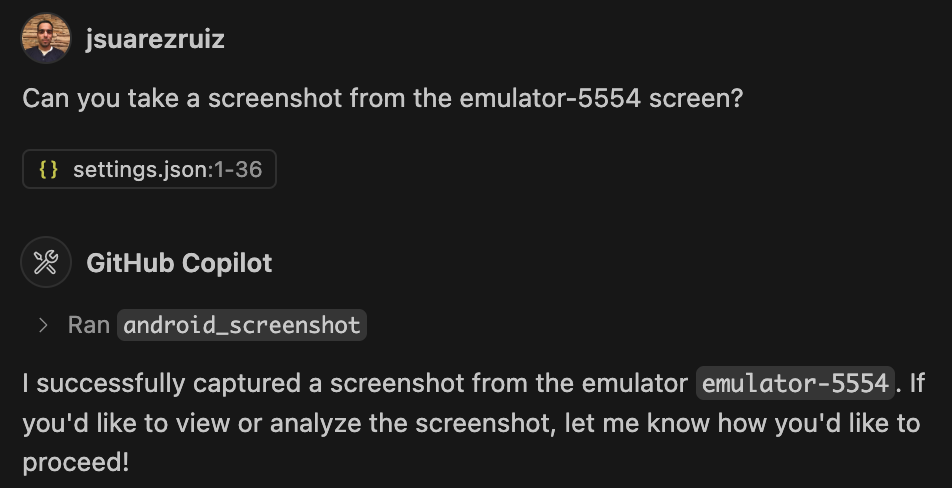 jsuarezruiz
Can you take a screenshot from the emulator-5554 screen?
{} settings.json:1-36
GitHub Copilot
> Ran android_screenshot
I successfully captured a screenshot from the emulator emulator-5554. If
you'd like to view or analyze the screenshot, let me know how you'd like to
proceed!